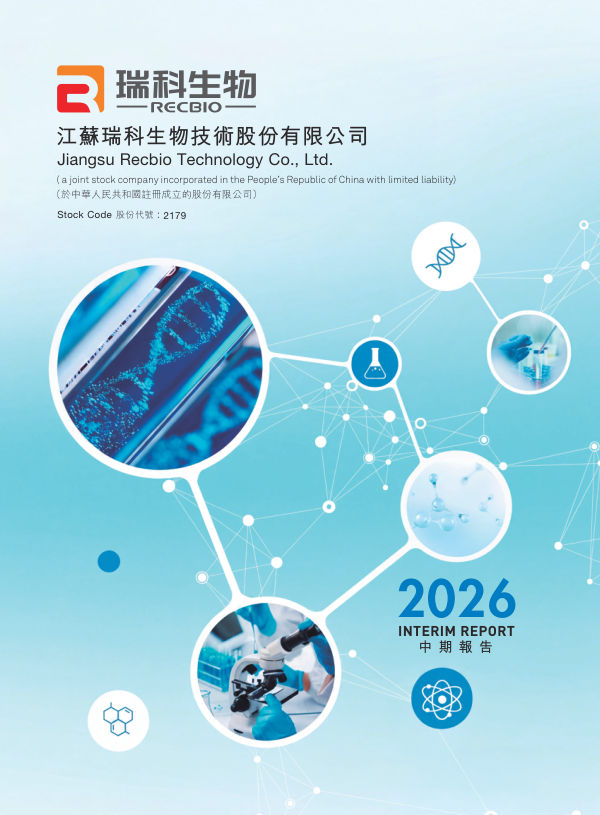 瑞科生物
RECBIO
江蘇瑞科生物技術股份有限公司
Jiangsu Recbio Technology Co., Ltd.
( a joint stock company incorporated in the People's Republic of China with limited liability)
(於中華人民共和國註冊成立的股份有限公司)
Stock Code 股份代號：2179
2026
INTERIM REPORT
中期報告